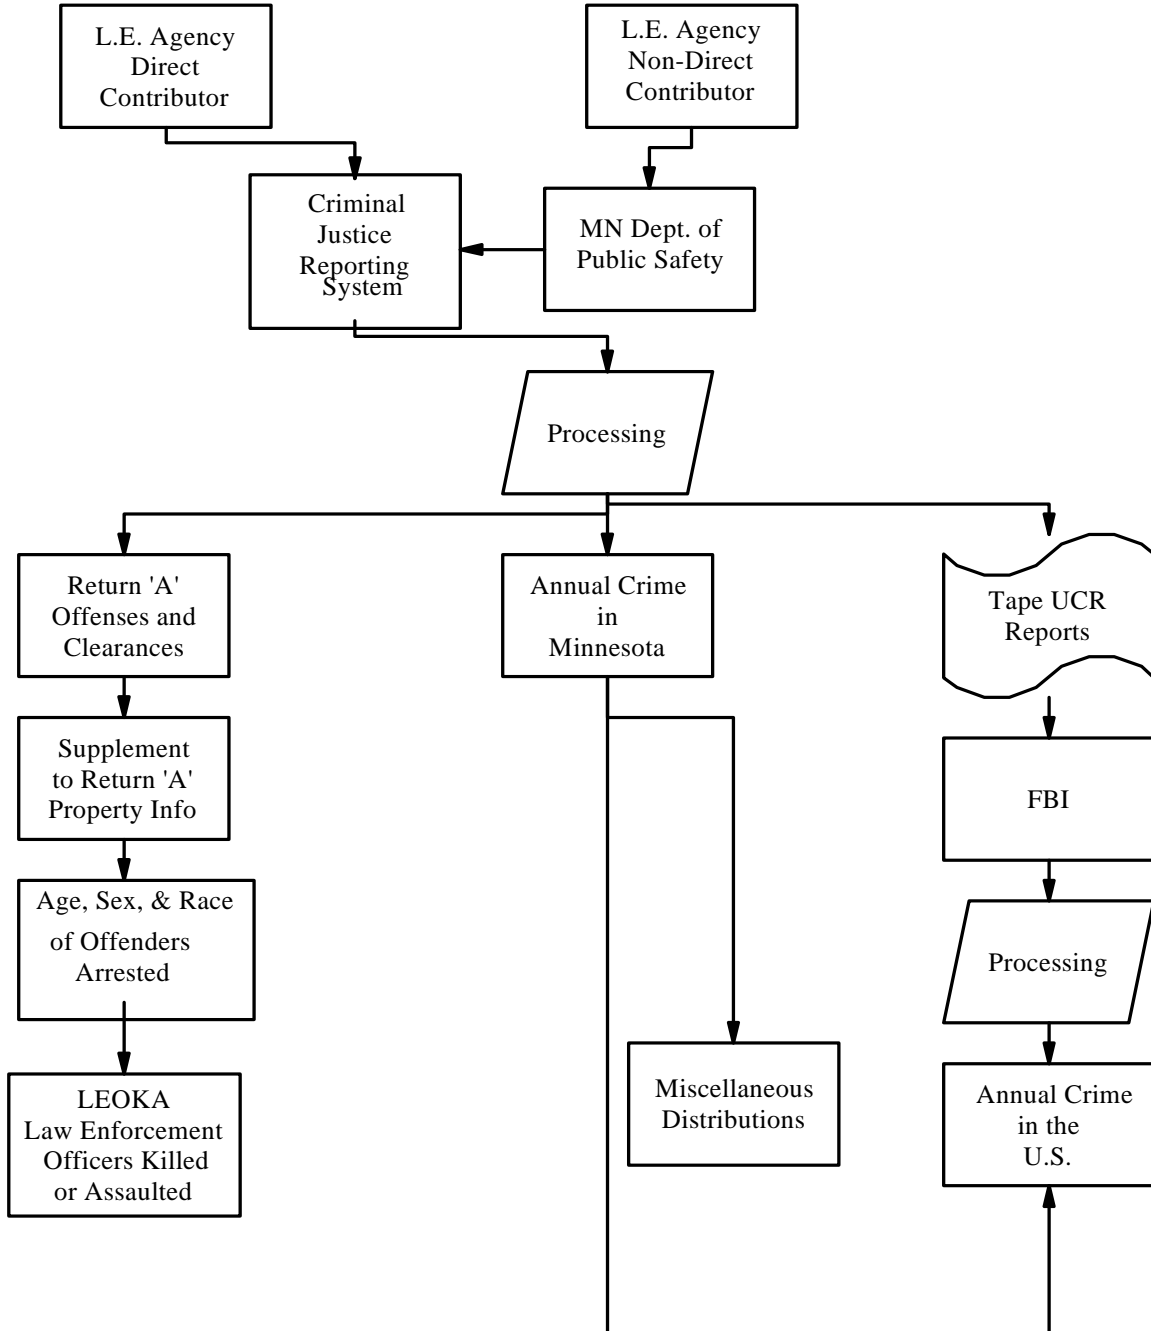 L.E. Agency
Direct
Contributor
L.E. Agency
Non-Direct
Contributor
Criminal
Justice
Reporting
System
MN Dept. of
Public Safety
Processing
Return 'A'
Offenses and
Clearances
Annual Crime
in
Minnesota
Tape UCR
Reports
Supplement
to Return 'A'
Property Info
FBI
Age, Sex, & Race
of Offenders
Arrested
Processing
LEOKA
Law Enforcement
Officers Killed
or Assaulted
Miscellaneous
Distributions
Annual Crime
in the
U.S.